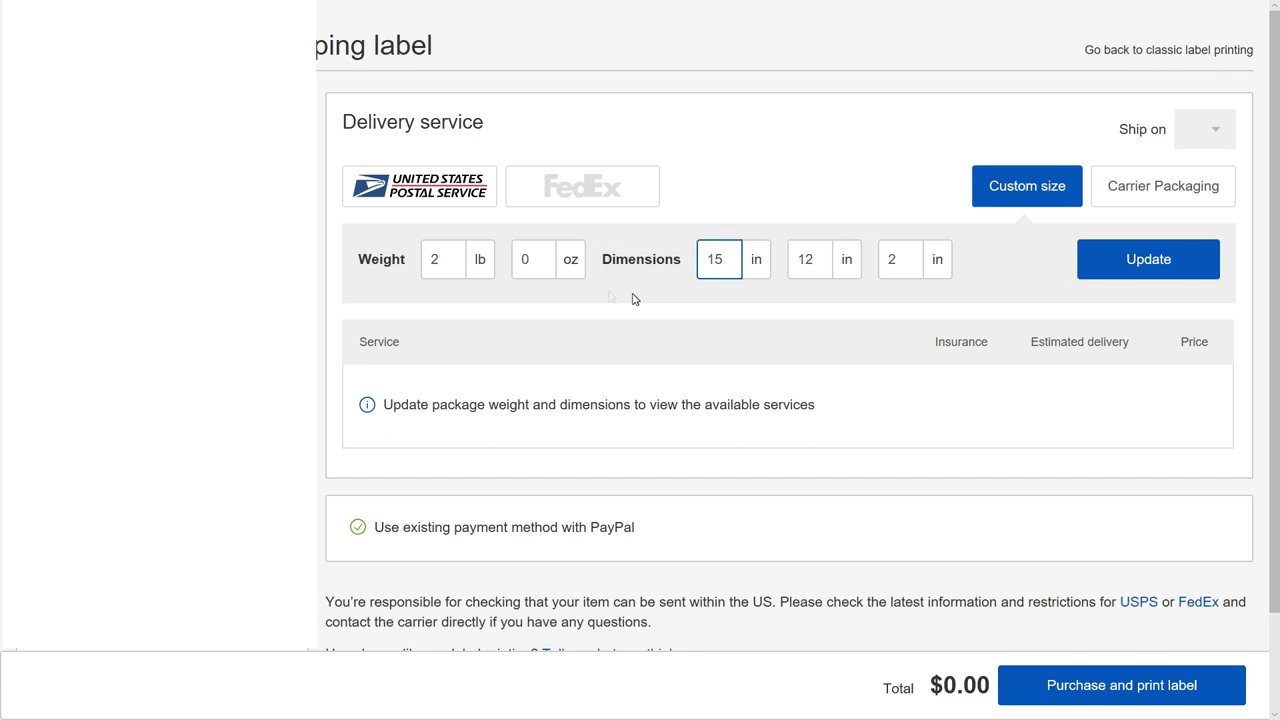 ping label
Go back to classic label printing
Delivery service
Ship on
UNITED STATES
POSTAL SERVICE
FedEx
Custom size
Carrier Packaging
Weight 2 lb 0 oz Dimensions 15 in 12 in 2 in Update
Service Insurance Estimated delivery Price
Update package weight and dimensions to view the available services
Use existing payment method with PayPal
You're responsible for checking that your item can be sent within the US. Please check the latest information and restrictions for USPS or FedEx and
contact the carrier directly if you have any questions.
Total $0.00 Purchase and print label